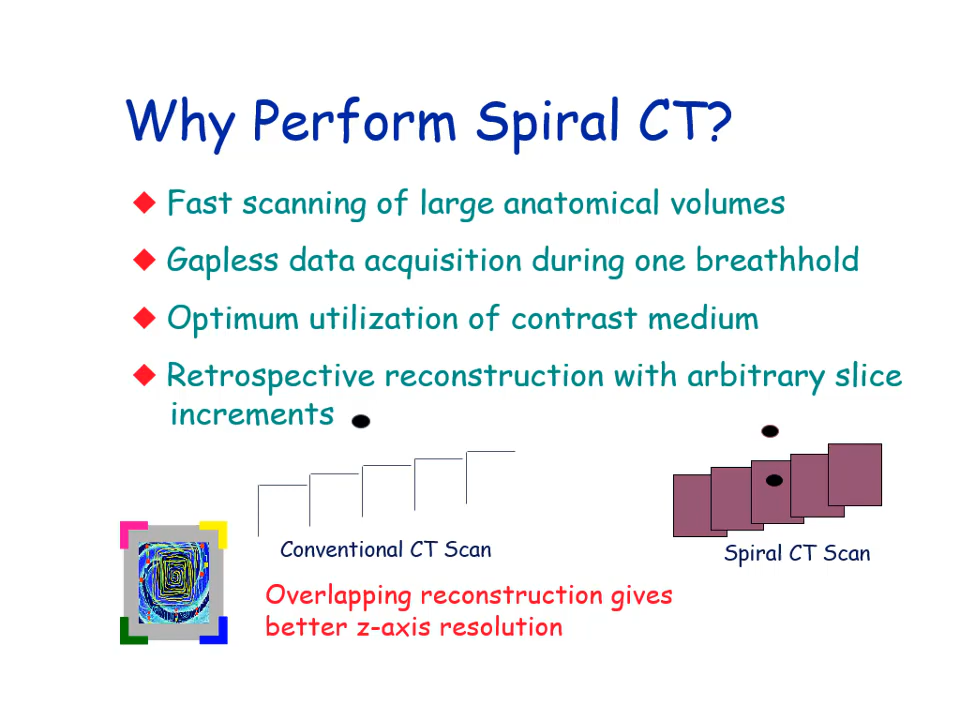 Why Perform Spiral CT?
Fast scanning of large anatomical volumes
Gapless data acquisition during one breathhold
Optimum utilization of contrast medium
Retrospective reconstruction with arbitrary slice
increments
Conventional CT Scan
Spiral CT Scan
Overlapping reconstruction gives
better z-axis resolution